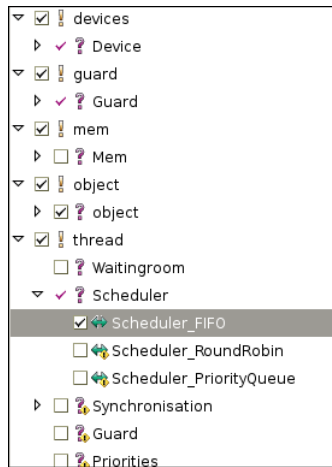 devices
Device
guard
Guard
mem
Mem
object
object
thread
Waitingroom
Scheduler
Scheduler_FIFO
Scheduler_RoundRobin
Scheduler_PriorityQueue
Synchronisation
Guard
Priorities